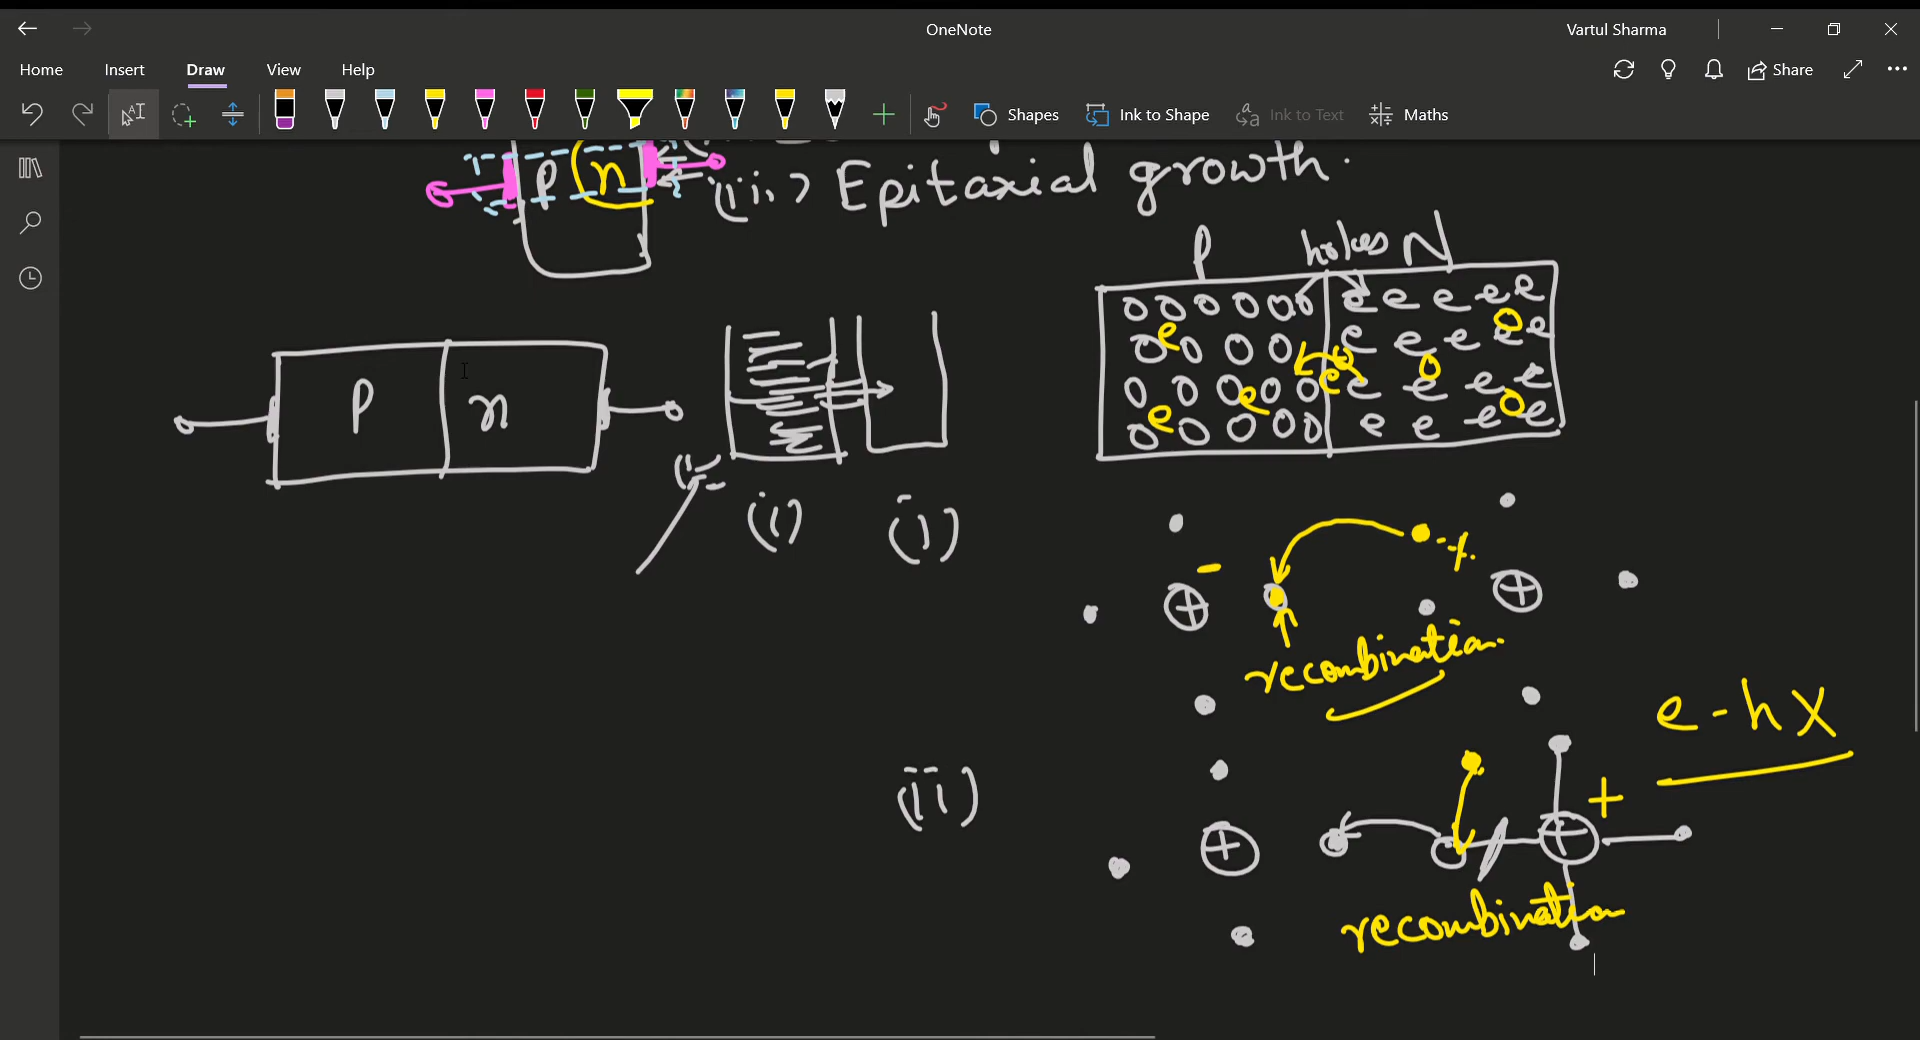 OneNote
Vartul Sharma
Home Insert Draw View Help
Share
Shapes Ink to Shape Ink to Text Maths
p n
(iii) Epitaxial growth.
P holes N
O O O O O O e e e e e
O e O O O e e e e O e
O O O O O e e e O e e
O e O e O O e e e O e
P n
(i) (i)
(ii)
-
recombination
e-h X
+
recombination
(ii)